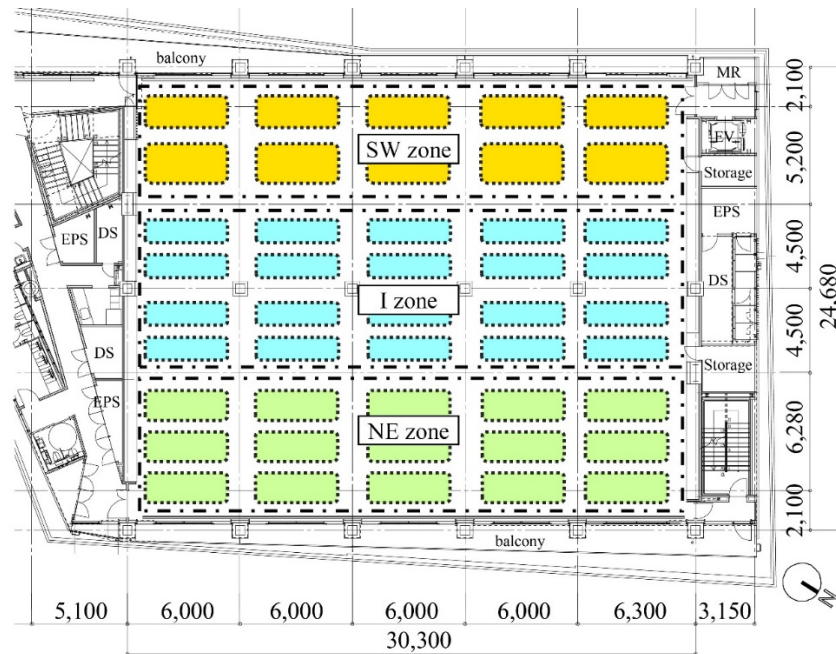 balcony
MR
2,100
EV
SW zone
5,200
Storage
EPS
EPS
DS
4,500
DS
I zone
24,680
4,500
DS
Storage
EPS
NE zone
6,280
2,100
balcony
N
5,100
6,000
6,000
6,000
6,000
6,300
3,150
30,300